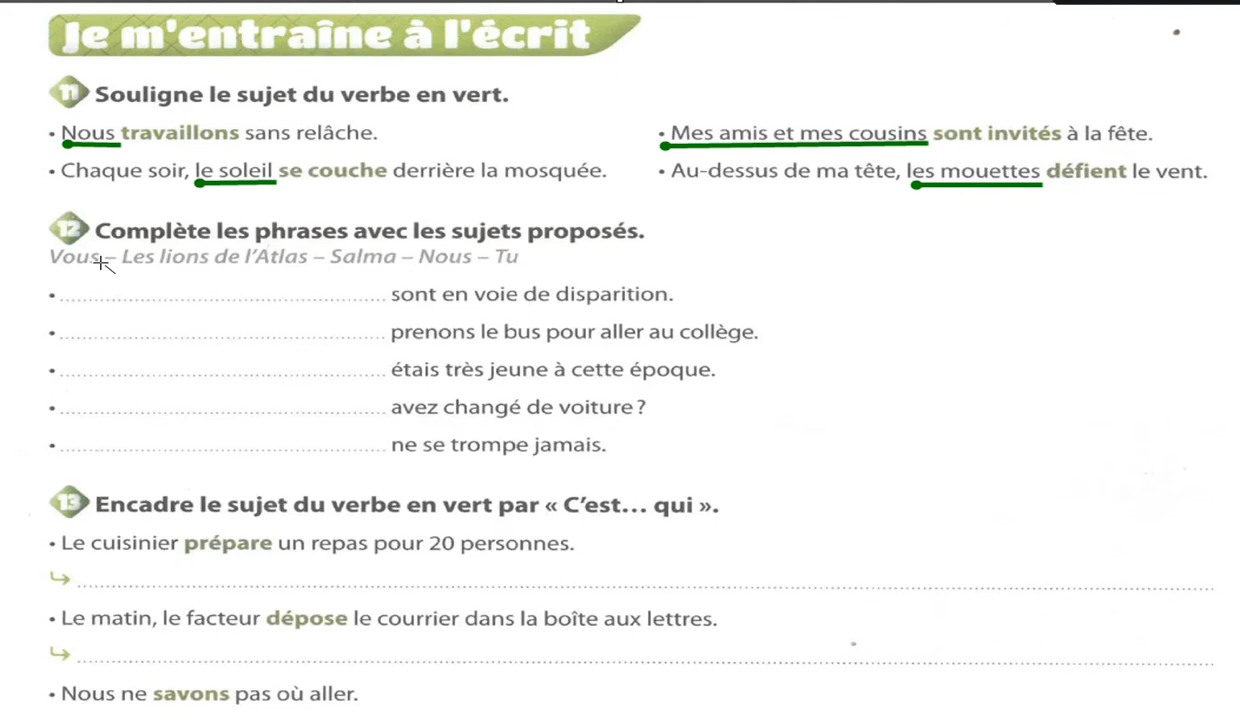 Je m'entraîne à l'écrit
11 Souligne le sujet du verbe en vert.
• Nous travaillons sans relâche.
• Mes amis et mes cousins sont invités à la fête.
• Chaque soir, le soleil se couche derrière la mosquée.
• Au-dessus de ma tête, les mouettes défient le vent.
12 Complète les phrases avec les sujets proposés.
Vous – Les lions de l'Atlas – Salma – Nous – Tu
• ........................ sont en voie de disparition.
• ........................ prenons le bus pour aller au collège.
• ........................ étais très jeune à cette époque.
• ........................ avez changé de voiture ?
• ........................ ne se trompe jamais.
13 Encadre le sujet du verbe en vert par « C'est... qui ».
• Le cuisinier prépare un repas pour 20 personnes.
• Le matin, le facteur dépose le courrier dans la boîte aux lettres.
• Nous ne savons pas où aller.